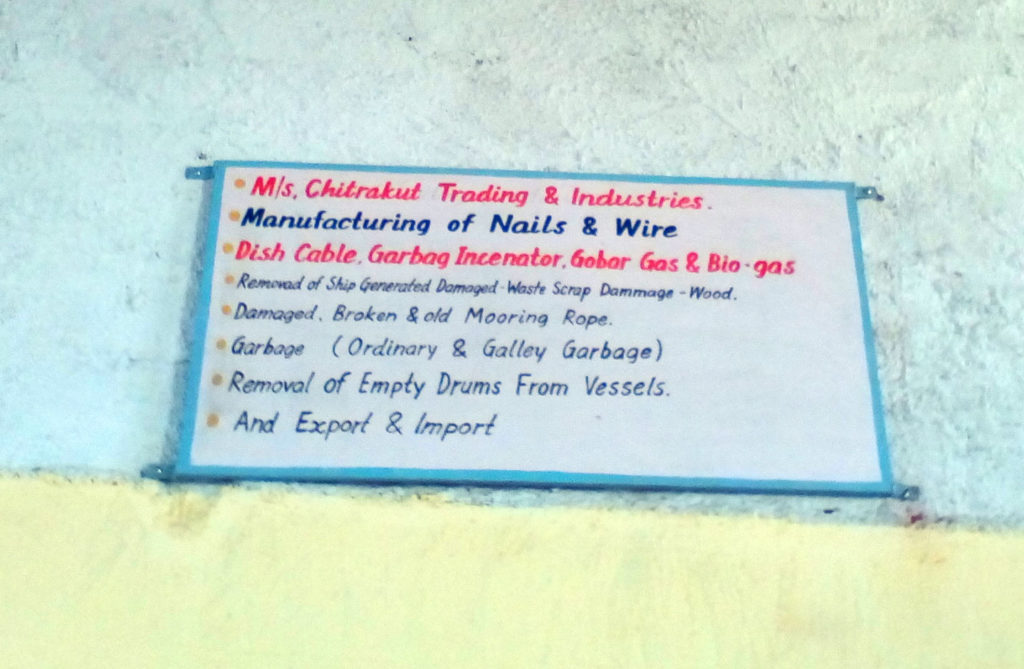 • M/s, Chitrakut Trading & Industries.
• Manufacturing of Nails & Wire
• Dish Cable, Garbag Incenator, Gobar Gas & Bio-gas
• Removad of Ship Generated Damaged-Waste Scrap Dammage-Wood.
• Damaged, Broken & old Mooring Rope.
• Garbage (Ordinary & Galley Garbage)
• Removal of Empty Drums From Vessels.
• And Export & Import